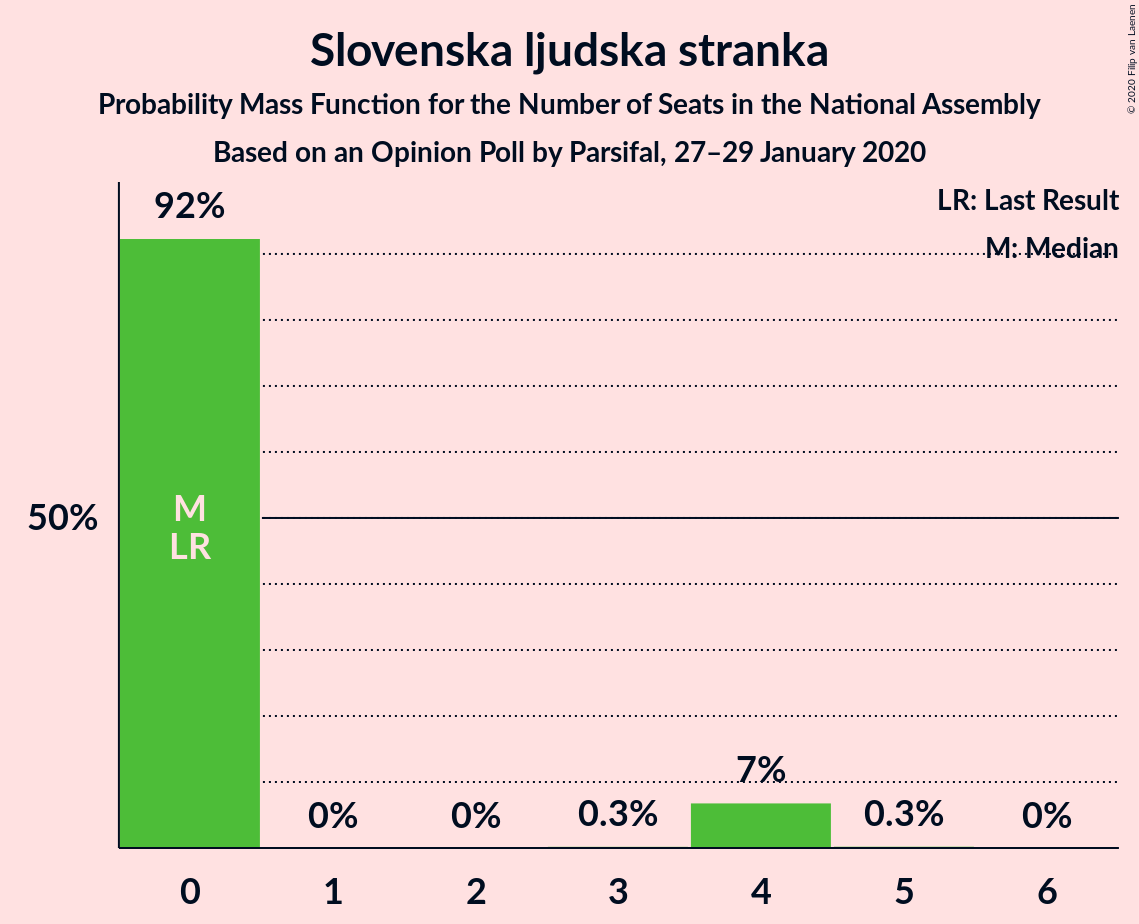 Slovenska ljudska stranka
Probability Mass Function for the Number of Seats in the National Assembly
Based on an Opinion Poll by Parsifal, 27–29 January 2020
© 2020 Filip van Laenen
LR: Last Result
M: Median
92%
50%
M
LR
0%
0%
0.3%
7%
0.3%
0%
0
1
2
3
4
5
6